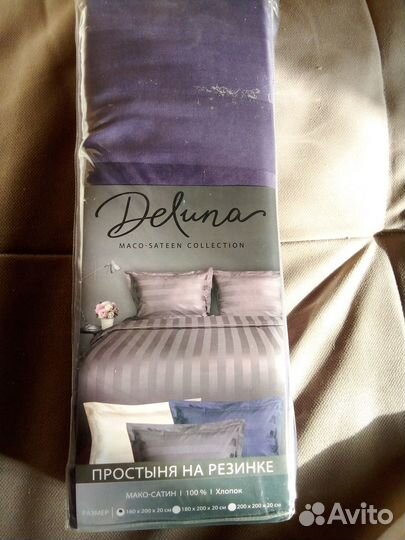 Deluna
MACO-SATEEN COLLECTION
ПРОСТЫНЯ НА РЕЗИНКЕ
МАКО-САТИН | 100 % | Хлопок
РАЗМЕР 160 x 200 x 20 см 180 x 200 x 20 см 200 x 200 x 20 см
Avito